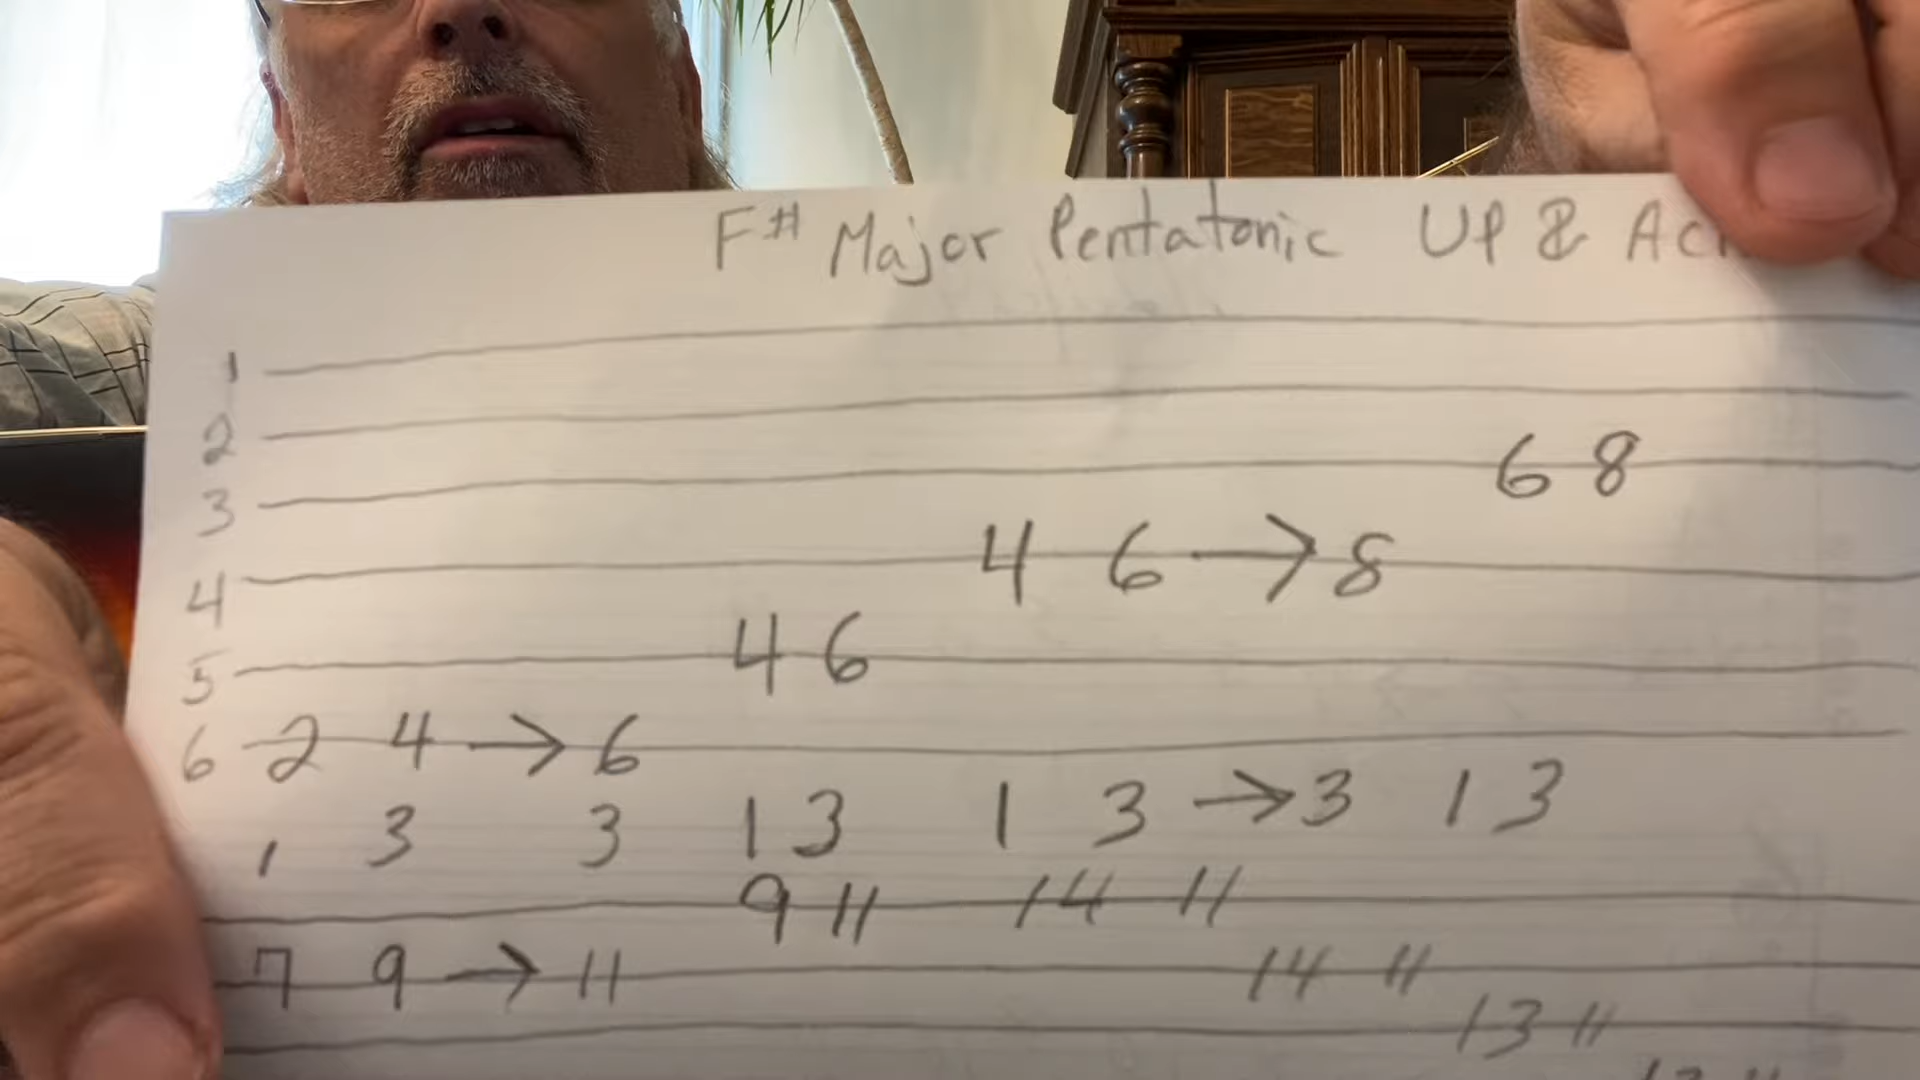 F# Major Pentatonic UP &
1
2
3 6 8
4 4 6 → 8
5 4 6
6 2 4 → 6
1 3 3 1 3 1 3 → 3 1 3
9 11 14 11
7 9 → 11 14 11
13 11